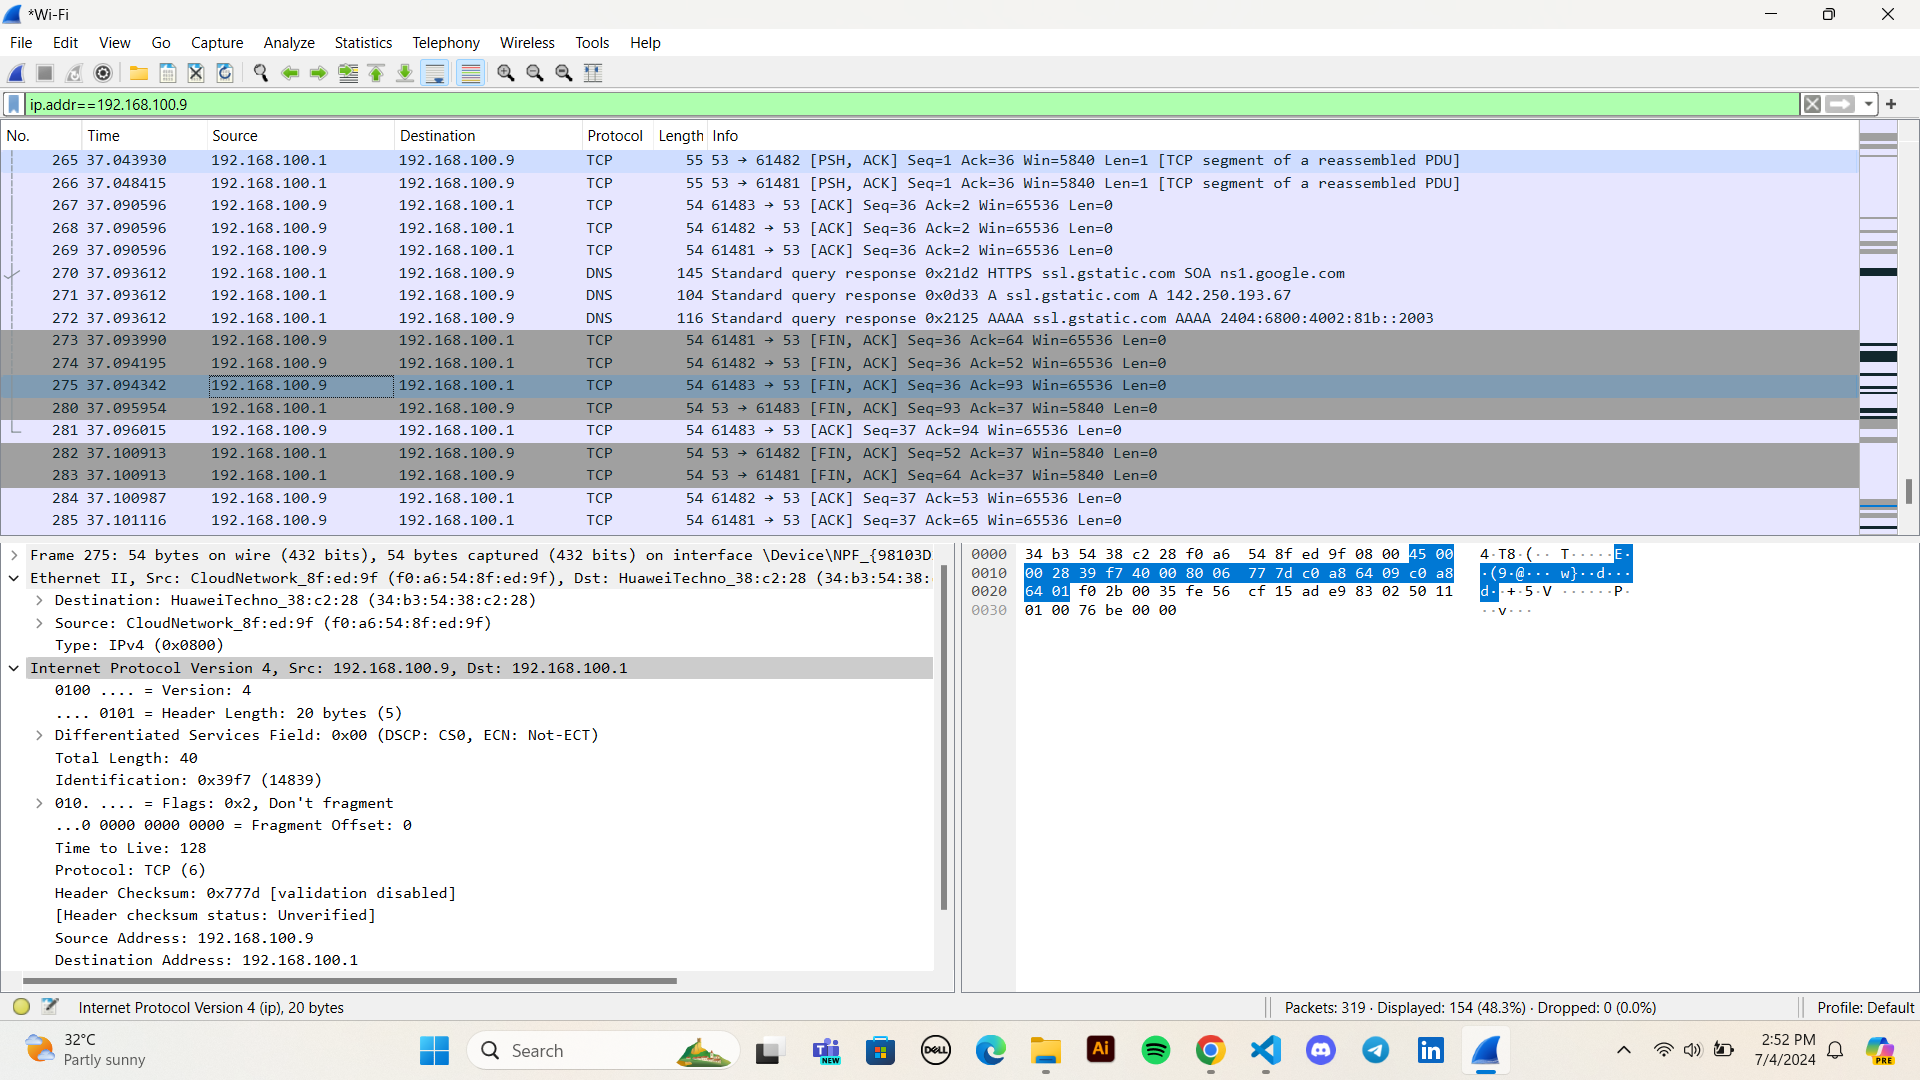 *Wi-Fi
File Edit View Go Capture Analyze Statistics Telephony Wireless Tools Help
ip.addr==192.168.100.9
No. Time Source Destination Protocol Length Info
265 37.043930 192.168.100.1 192.168.100.9 TCP 55 53 → 61482 [PSH, ACK] Seq=1 Ack=36 Win=5840 Len=1 [TCP segment of a reassembled PDU]
266 37.048415 192.168.100.1 192.168.100.9 TCP 55 53 → 61481 [PSH, ACK] Seq=1 Ack=36 Win=5840 Len=1 [TCP segment of a reassembled PDU]
267 37.090596 192.168.100.9 192.168.100.1 TCP 54 61483 → 53 [ACK] Seq=36 Ack=2 Win=65536 Len=0
268 37.090596 192.168.100.9 192.168.100.1 TCP 54 61482 → 53 [ACK] Seq=36 Ack=2 Win=65536 Len=0
269 37.090596 192.168.100.9 192.168.100.1 TCP 54 61481 → 53 [ACK] Seq=36 Ack=2 Win=65536 Len=0
270 37.093612 192.168.100.1 192.168.100.9 DNS 145 Standard query response 0x21d2 HTTPS ssl.gstatic.com SOA ns1.google.com
271 37.093612 192.168.100.1 192.168.100.9 DNS 104 Standard query response 0x0d33 A ssl.gstatic.com A 142.250.193.67
272 37.093612 192.168.100.1 192.168.100.9 DNS 116 Standard query response 0x2125 AAAA ssl.gstatic.com AAAA 2404:6800:4002:81b::2003
273 37.093990 192.168.100.9 192.168.100.1 TCP 54 61481 → 53 [FIN, ACK] Seq=36 Ack=64 Win=65536 Len=0
274 37.094195 192.168.100.9 192.168.100.1 TCP 54 61482 → 53 [FIN, ACK] Seq=36 Ack=52 Win=65536 Len=0
275 37.094342 192.168.100.9 192.168.100.1 TCP 54 61483 → 53 [FIN, ACK] Seq=36 Ack=93 Win=65536 Len=0
280 37.095954 192.168.100.1 192.168.100.9 TCP 54 53 → 61483 [FIN, ACK] Seq=93 Ack=37 Win=5840 Len=0
281 37.096015 192.168.100.9 192.168.100.1 TCP 54 61483 → 53 [ACK] Seq=37 Ack=94 Win=65536 Len=0
282 37.100913 192.168.100.1 192.168.100.9 TCP 54 53 → 61482 [FIN, ACK] Seq=52 Ack=37 Win=5840 Len=0
283 37.100913 192.168.100.1 192.168.100.9 TCP 54 53 → 61481 [FIN, ACK] Seq=64 Ack=37 Win=5840 Len=0
284 37.100987 192.168.100.9 192.168.100.1 TCP 54 61482 → 53 [ACK] Seq=37 Ack=53 Win=65536 Len=0
285 37.101116 192.168.100.9 192.168.100.1 TCP 54 61481 → 53 [ACK] Seq=37 Ack=65 Win=65536 Len=0
Frame 275: 54 bytes on wire (432 bits), 54 bytes captured (432 bits) on interface \Device\NPF_{98103D
Ethernet II, Src: CloudNetwork_8f:ed:9f (f0:a6:54:8f:ed:9f), Dst: HuaweiTechno_38:c2:28 (34:b3:54:38:
Destination: HuaweiTechno_38:c2:28 (34:b3:54:38:c2:28)
Source: CloudNetwork_8f:ed:9f (f0:a6:54:8f:ed:9f)
Type: IPv4 (0x0800)
Internet Protocol Version 4, Src: 192.168.100.9, Dst: 192.168.100.1
0100 .... = Version: 4
.... 0101 = Header Length: 20 bytes (5)
Differentiated Services Field: 0x00 (DSCP: CS0, ECN: Not-ECT)
Total Length: 40
Identification: 0x39f7 (14839)
010. .... = Flags: 0x2, Don't fragment
...0 0000 0000 0000 = Fragment Offset: 0
Time to Live: 128
Protocol: TCP (6)
Header Checksum: 0x777d [validation disabled]
[Header checksum status: Unverified]
Source Address: 192.168.100.9
Destination Address: 192.168.100.1
0000 34 b3 54 38 c2 28 f0 a6 54 8f ed 9f 08 00 45 00 4·T8·(·· T·····E·
0010 00 28 39 f7 40 00 80 06 77 7d c0 a8 64 09 c0 a8 ·(9·@··· w}··d···
0020 64 01 f0 2b 00 35 fe 56 cf 15 ad e9 83 02 50 11 d··+·5·V ······P·
0030 01 00 76 be 00 00 ··v···
Internet Protocol Version 4 (ip), 20 bytes
Packets: 319 · Displayed: 154 (48.3%) · Dropped: 0 (0.0%)
Profile: Default
32°C
Partly sunny
Search
NEW
DELL
Ai
in
PRE
2:52 PM
7/4/2024